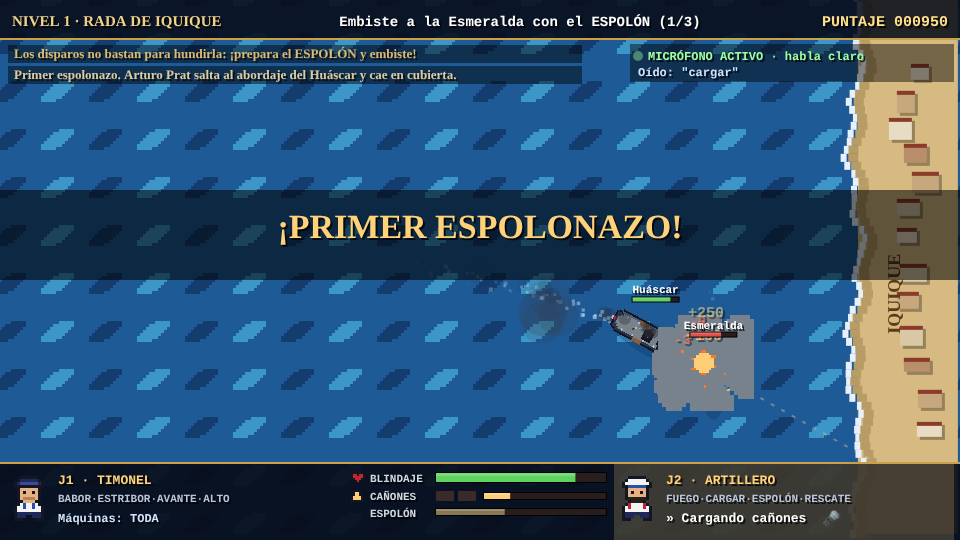 NIVEL 1 · RADA DE IQUIQUE
Embiste a la Esmeralda con el ESPOLÓN (1/3)
PUNTAJE 000950
Los disparos no bastan para hundirla: ¡prepara el ESPOLÓN y embiste!
Primer espolonazo. Arturo Prat salta al abordaje del Huáscar y cae en cubierta.
MICRÓFONO ACTIVO · habla claro
Oído: "cargar"
¡PRIMER ESPOLONAZO!
Huáscar
+250
Esmeralda
IQUIQUE
J1 · TIMONEL
BABOR·ESTRIBOR·AVANTE·ALTO
Máquinas: TODA
BLINDAJE
CAÑONES
ESPOLÓN
J2 · ARTILLERO
FUEGO·CARGAR·ESPOLÓN·RESCATE
» Cargando cañones